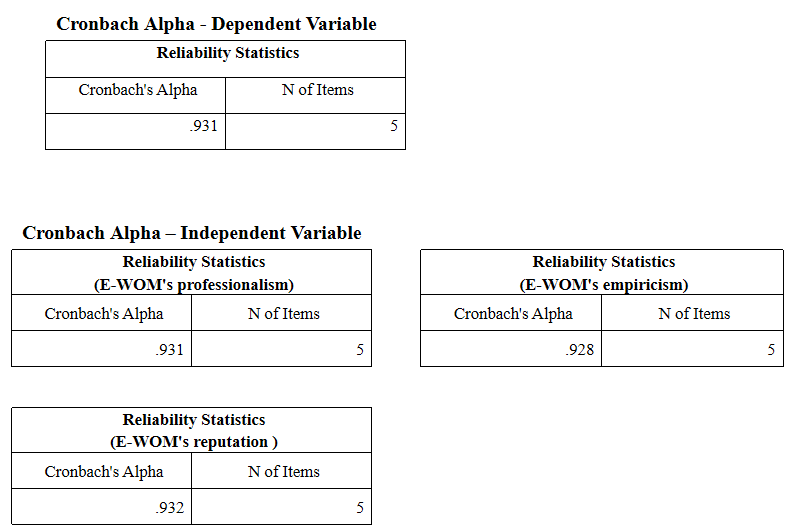 Cronbach Alpha - Dependent Variable
Reliability Statistics
Cronbach's Alpha N of Items
.931 5
Cronbach Alpha – Independent Variable
Reliability Statistics
(E-WOM's professionalism)
Cronbach's Alpha N of Items
.931 5
Reliability Statistics
(E-WOM's empiricism)
Cronbach's Alpha N of Items
.928 5
Reliability Statistics
(E-WOM's reputation )
Cronbach's Alpha N of Items
.932 5